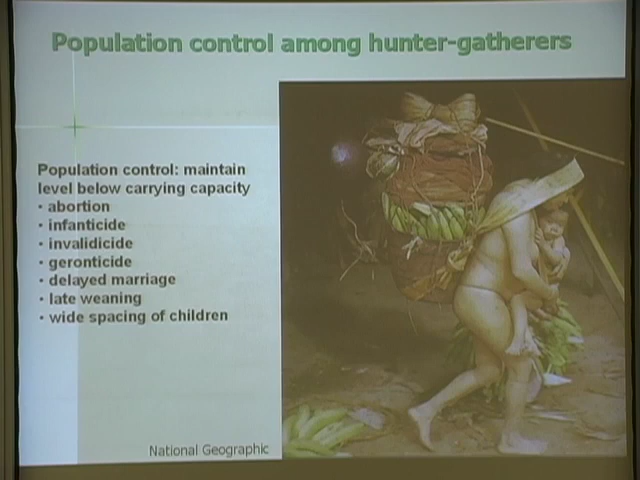 Population control among hunter-gatherers
Population control: maintain
level below carrying capacity
• abortion
• infanticide
• invalidicide
• geronticide
• delayed marriage
• late weaning
• wide spacing of children
National Geographic